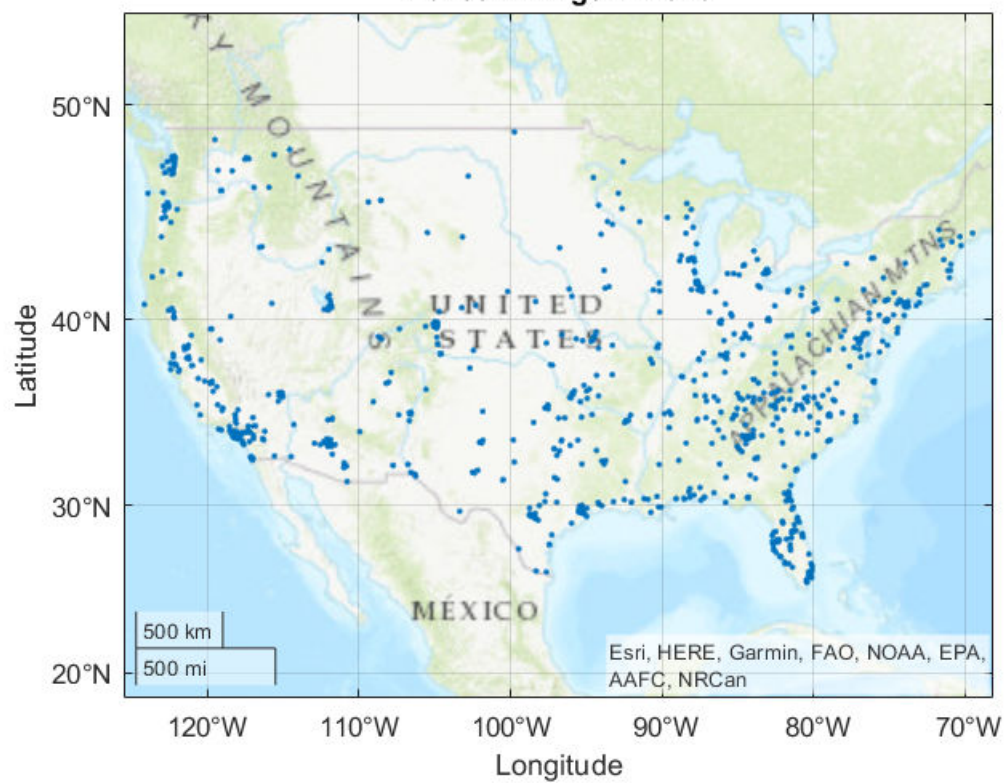 50°N
40°N
30°N
20°N
Latitude
MOUNTAINS
UNITED
STATES
APPALACHIAN MTNS
MÉXICO
500 km
500 mi
Esri, HERE, Garmin, FAO, NOAA, EPA,
AAFC, NRCan
120°W 110°W 100°W 90°W 80°W 70°W
Longitude